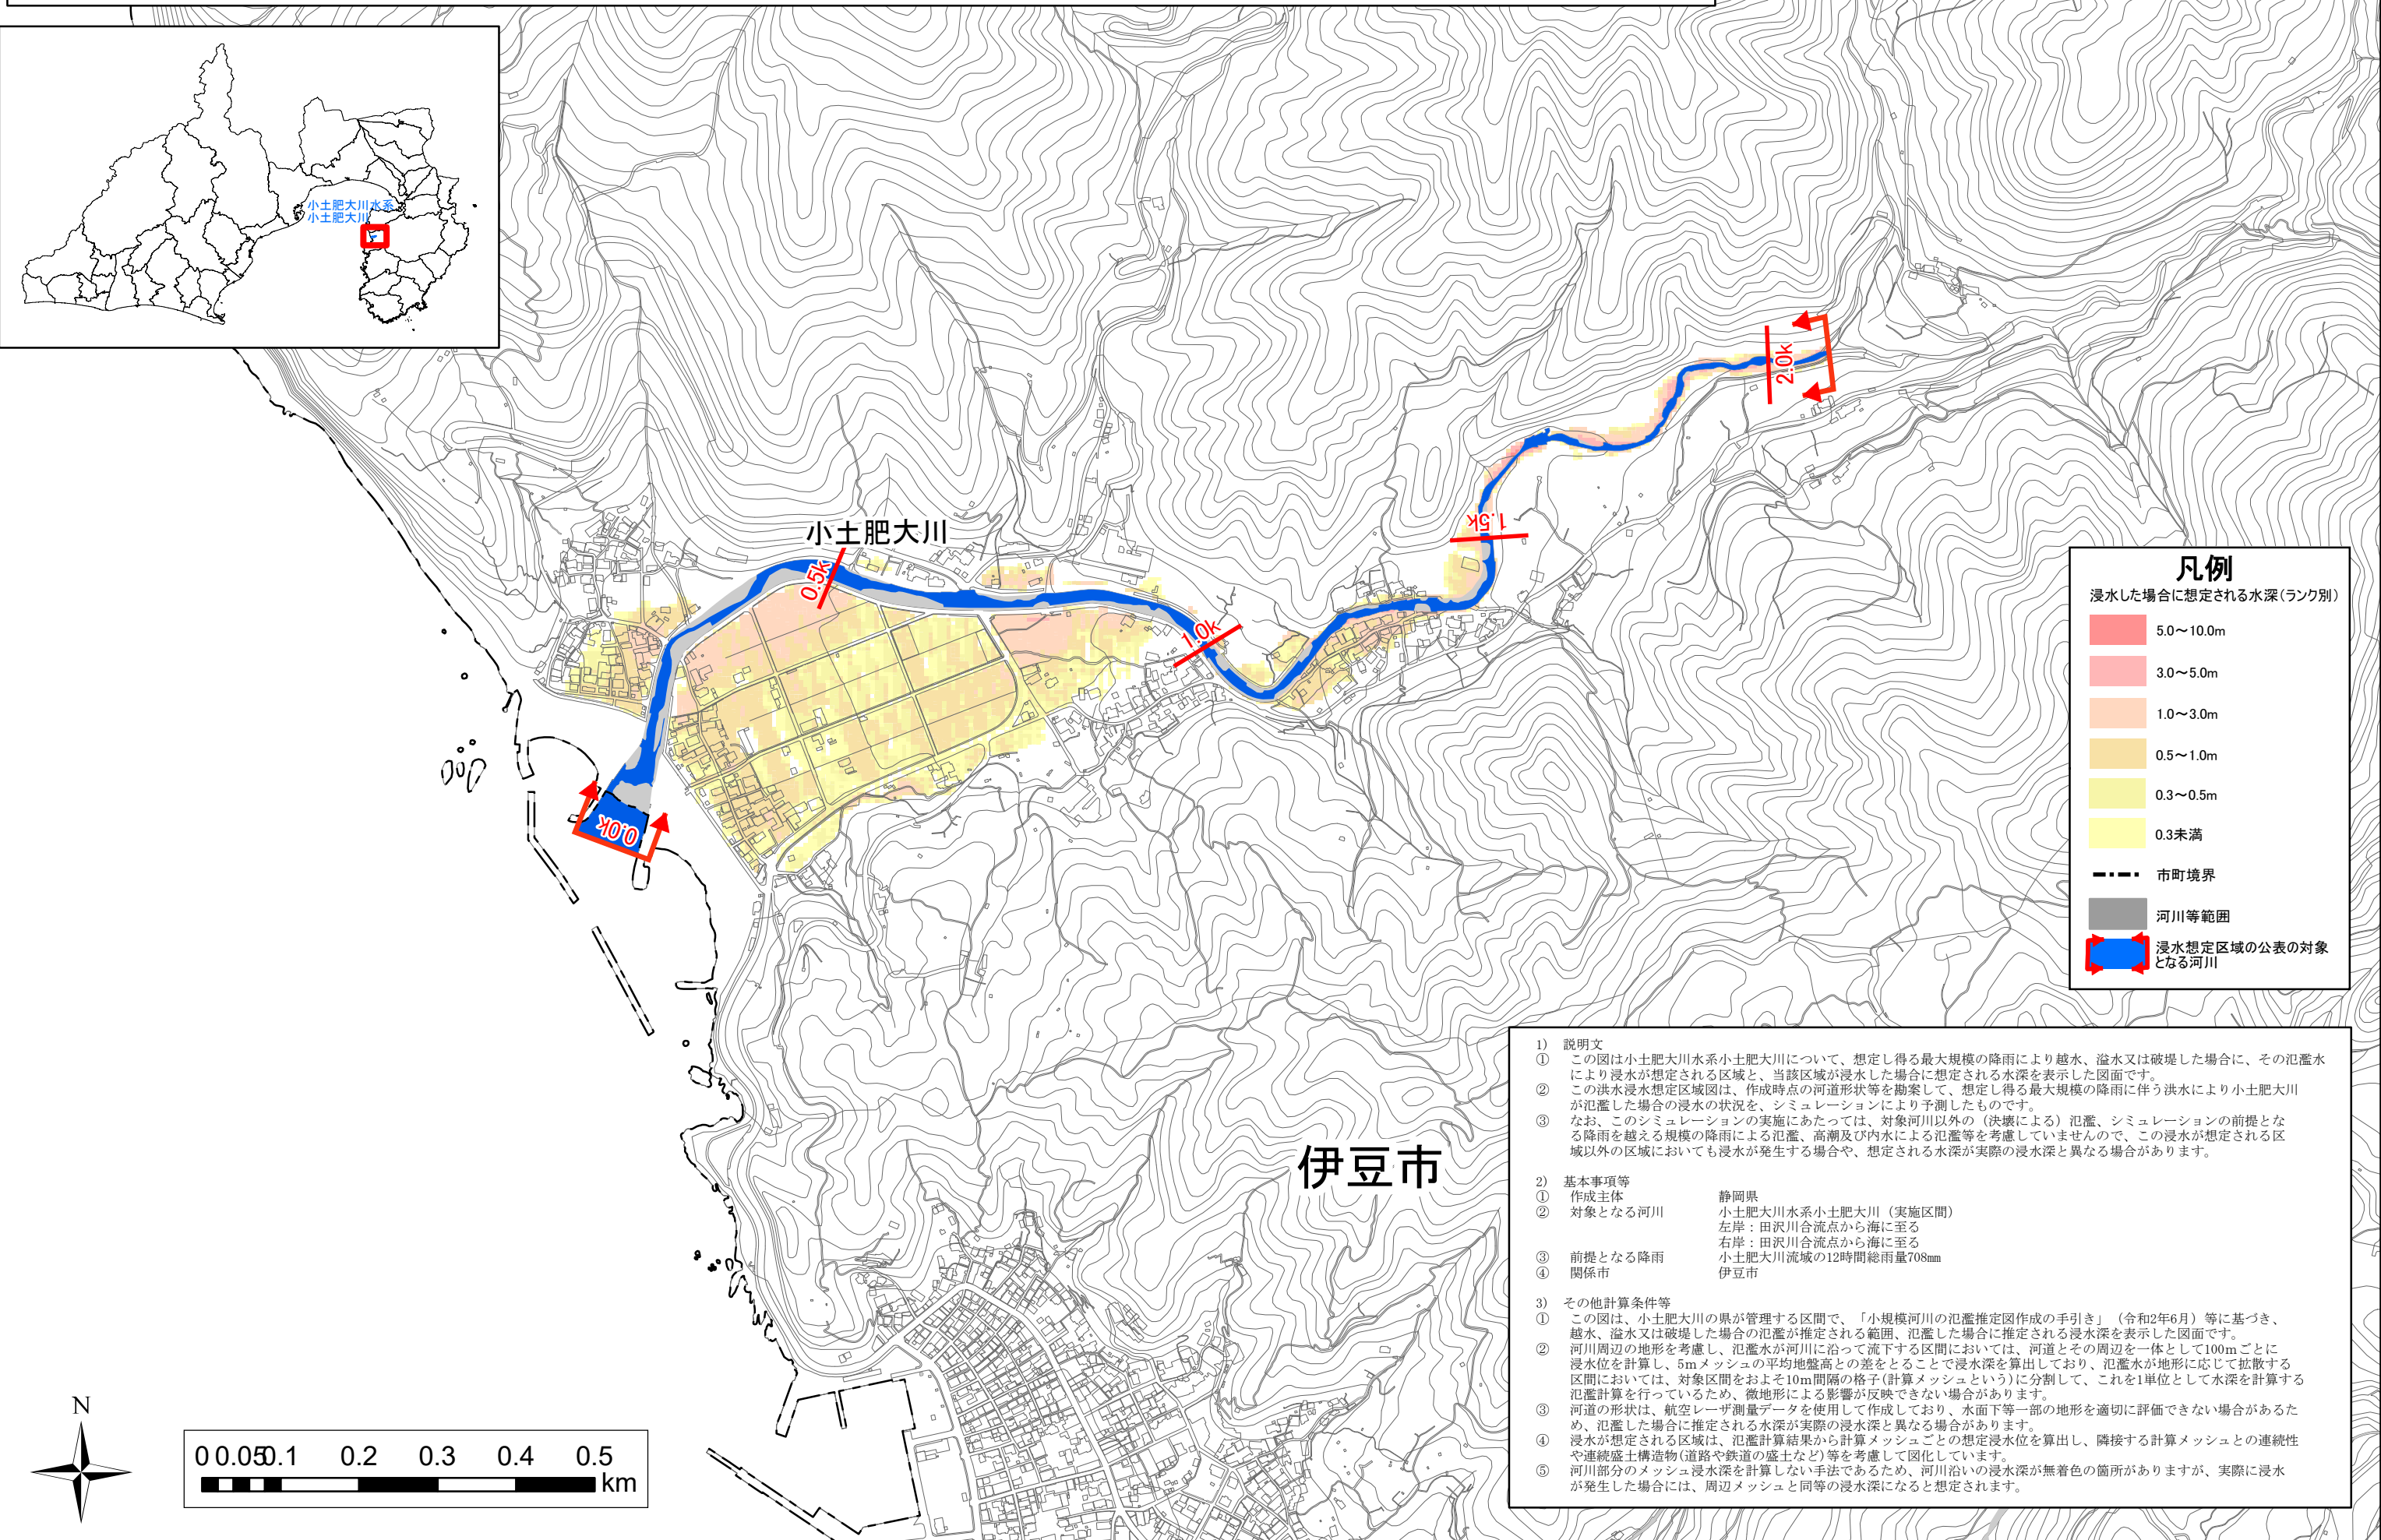 小土肥大川水系
小土肥大川
小土肥大川
0.0k
0.5k
1.0k
1.5k
2.0k
伊豆市
凡例
浸水した場合に想定される水深(ランク別)
5.0～10.0m
3.0～5.0m
1.0～3.0m
0.5～1.0m
0.3～0.5m
0.3未満
市町境界
河川等範囲
浸水想定区域の公表の対象
となる河川
1) 説明文
① この図は小土肥大川水系小土肥大川について、想定し得る最大規模の降雨により越水、溢水又は破堤した場合に、その氾濫水
により浸水が想定される区域と、当該区域が浸水した場合に想定される水深を表示した図面です。
② この洪水浸水想定区域図は、作成時点の河道形状等を勘案して、想定し得る最大規模の降雨に伴う洪水により小土肥大川
が氾濫した場合の浸水の状況を、シミュレーションにより予測したものです。
③ なお、このシミュレーションの実施にあたっては、対象河川以外の（決壊による）氾濫、シミュレーションの前提とな
る降雨を越える規模の降雨による氾濫、高潮及び内水による氾濫等を考慮していませんので、この浸水が想定される区
域以外の区域においても浸水が発生する場合や、想定される水深が実際の浸水深と異なる場合があります。
2) 基本事項等
① 作成主体 静岡県
② 対象となる河川 小土肥大川水系小土肥大川（実施区間）
左岸：田沢川合流点から海に至る
右岸：田沢川合流点から海に至る
③ 前提となる降雨 小土肥大川流域の12時間総雨量708㎜
④ 関係市 伊豆市
3) その他計算条件等
① この図は、小土肥大川の県が管理する区間で、「小規模河川の氾濫推定図作成の手引き」（令和2年6月）等に基づき、
越水、溢水又は破堤した場合の氾濫が推定される範囲、氾濫した場合に推定される浸水深を表示した図面です。
② 河川周辺の地形を考慮し、氾濫水が河川に沿って流下する区間においては、河道とその周辺を一体として100mごとに
浸水位を計算し、5mメッシュの平均地盤高との差をとることで浸水深を算出しており、氾濫水が地形に応じて拡散する
区間においては、対象区間をおよそ10m間隔の格子(計算メッシュという)に分割して、これを1単位として水深を計算する
氾濫計算を行っているため、微地形による影響が反映できない場合があります。
③ 河道の形状は、航空レーザ測量データを使用して作成しており、水面下等一部の地形を適切に評価できない場合があるた
め、氾濫した場合に推定される水深が実際の浸水深と異なる場合があります。
④ 浸水が想定される区域は、氾濫計算結果から計算メッシュごとの想定浸水位を算出し、隣接する計算メッシュとの連続性
や連続盛土構造物(道路や鉄道の盛土など)等を考慮して図化しています。
⑤ 河川部分のメッシュ浸水深を計算しない手法であるため、河川沿いの浸水深が無着色の箇所がありますが、実際に浸水
が発生した場合には、周辺メッシュと同等の浸水深になると想定されます。
N
0 0.05 0.1 0.2 0.3 0.4 0.5
km